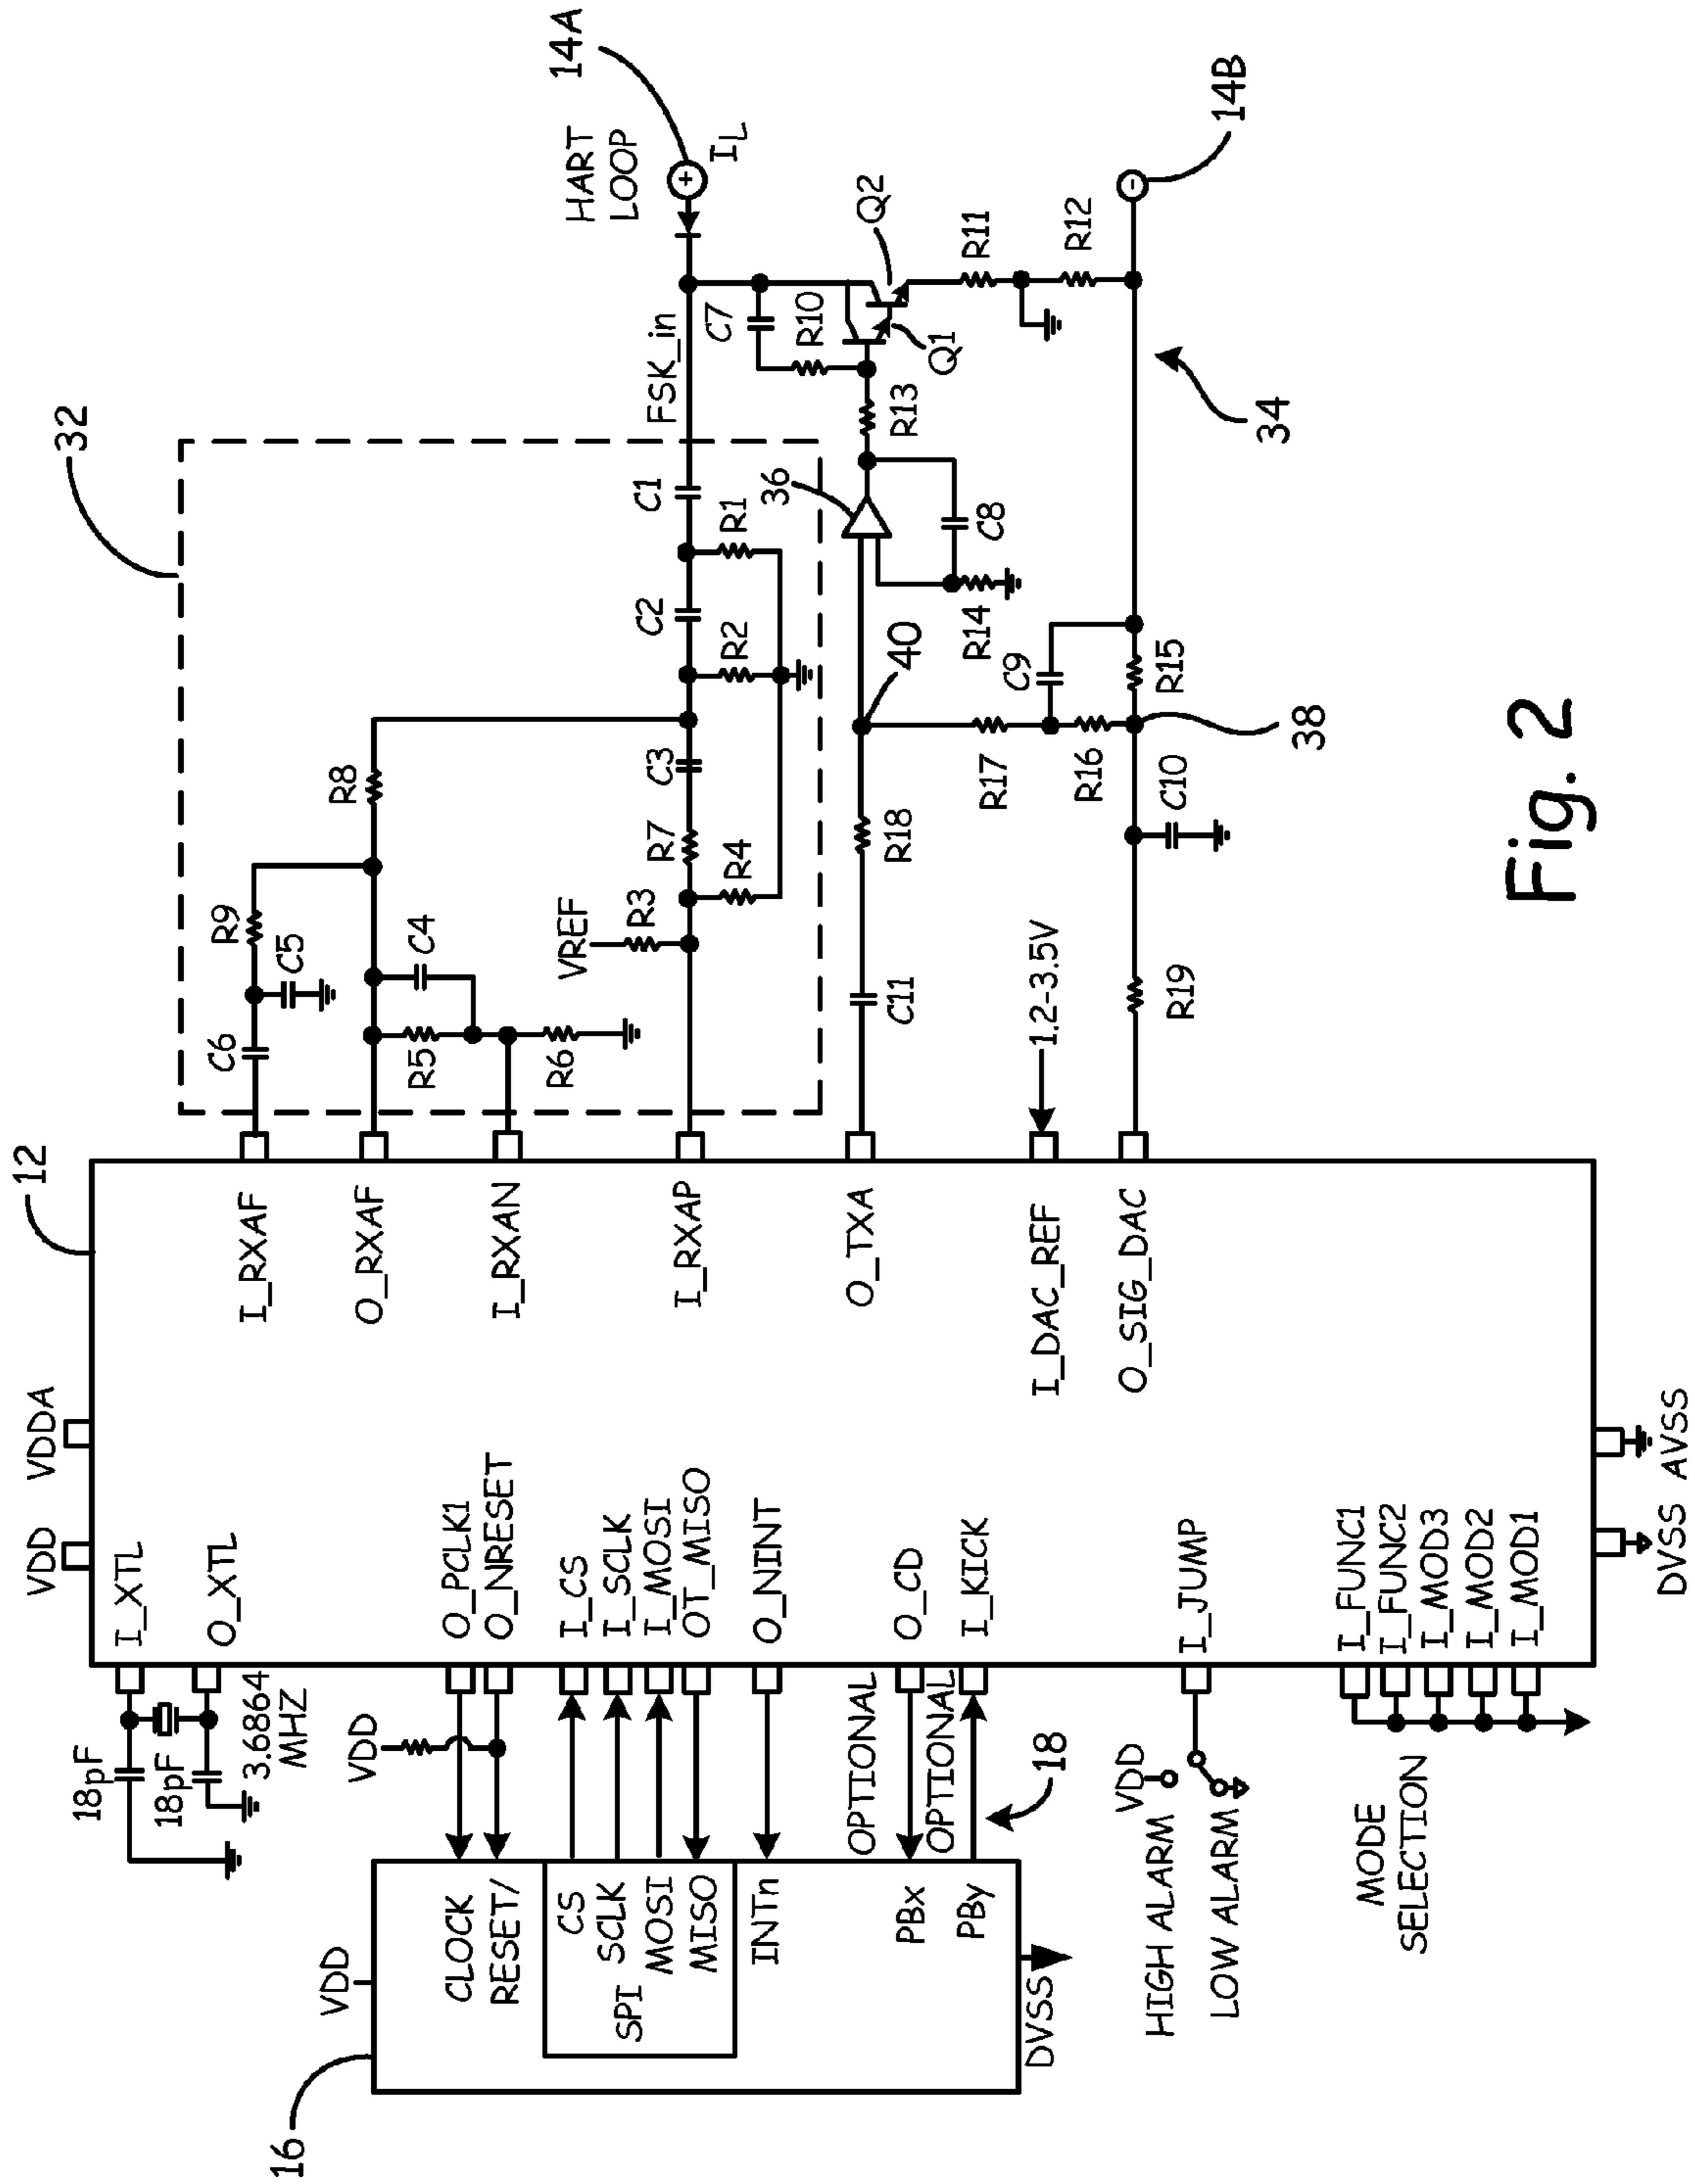 16
VDD
CLOCK
RESET/
SPI
CS
SCLK
MOSI
MISO
INTn
PBx
PBy
DVSS
18pF
18pF
3.6864
MHZ
VDD
OPTIONAL
OPTIONAL
18
HIGH ALARM
VDD
LOW ALARM
MODE
SELECTION
12
VDD
VDDA
I_XTL
O_XTL
O_PCLK1
O_NRESET
I_CS
I_SCLK
I_MOSI
OT_MISO
O_NINT
O_CD
I_KICK
I_JUMP
I_FUNC1
I_FUNC2
I_MOD3
I_MOD2
I_MOD1
DVSS
AVSS
I_RXAF
O_RXAF
I_RXAN
I_RXAP
O_TXA
I_DAC_REF
O_SIG_DAC
32
C6
R9
C5
R8
C4
R5
R6
VREF
R3
R7
C3
R4
C2
R2
C1
R1
FSK_in
HART
LOOP
+
14A
IL
C7
R10
Q2
Q1
R11
R12
R13
36
C8
R14
40
C11
R18
R17
C9
R16
R15
38
C10
R19
1.2-3.5V
34
-
14B
Fig. 2